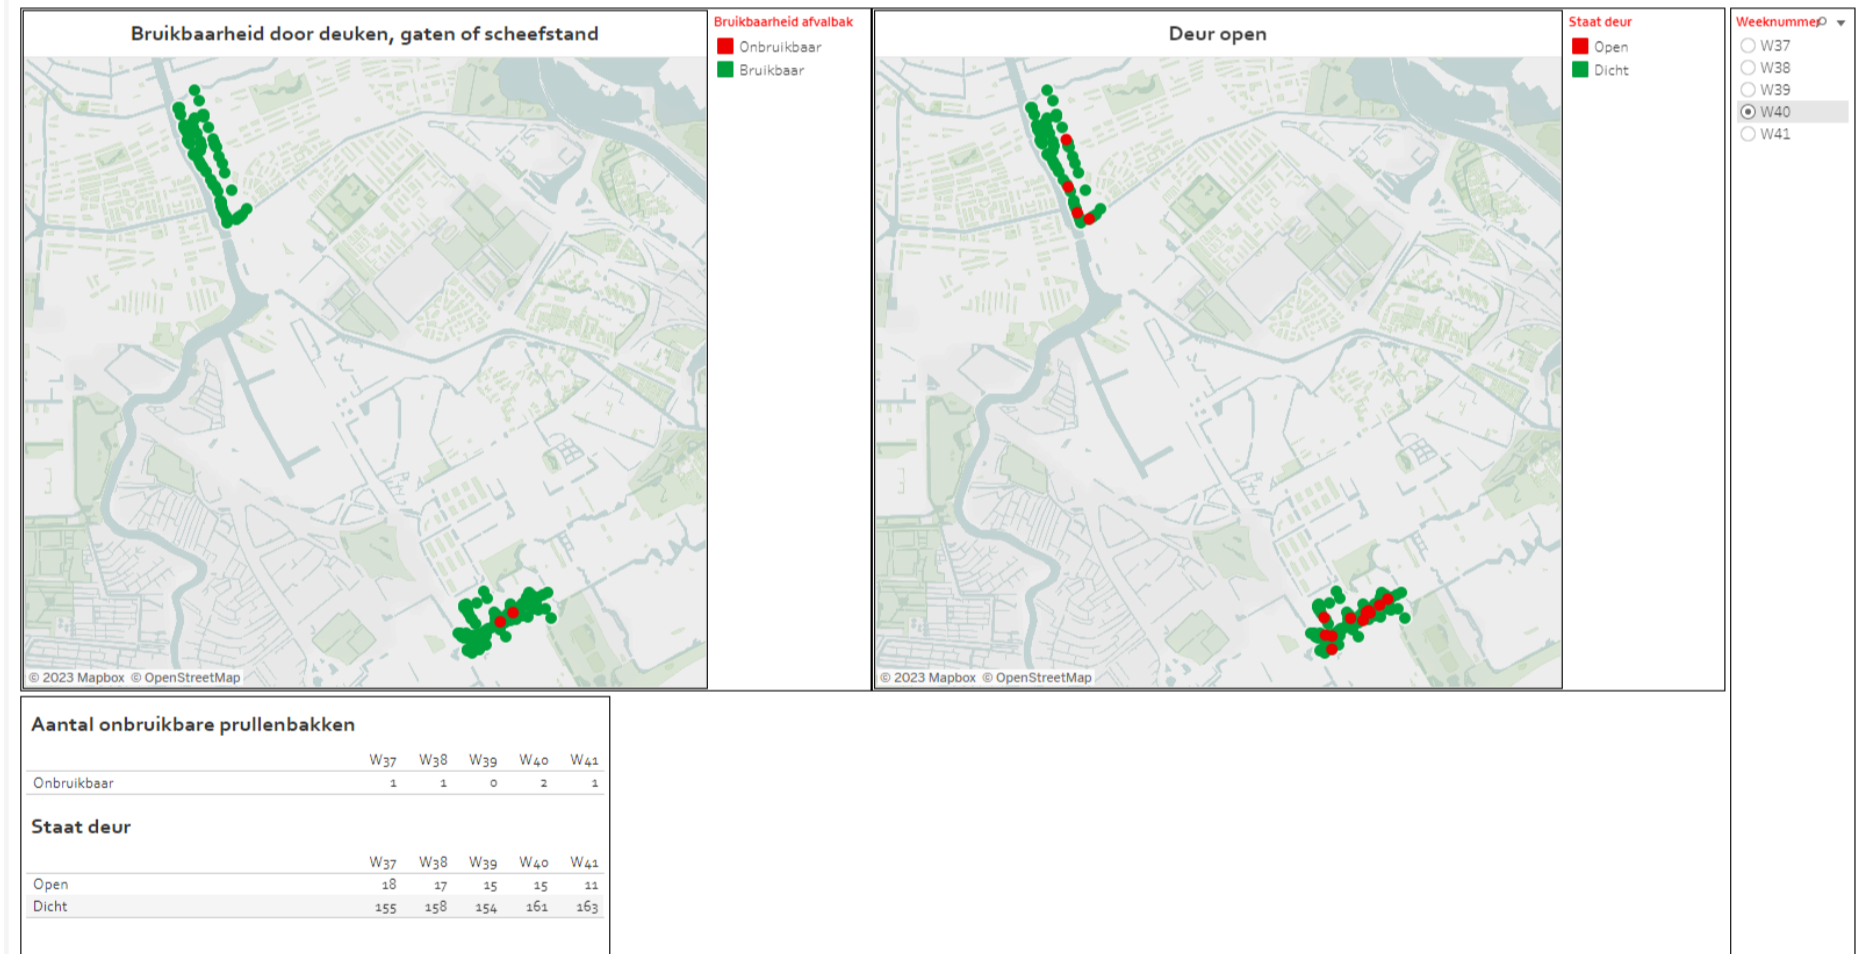 Bruikbaarheid door deuken, gaten of scheefstand
Bruikbaarheid afvalbak
Onbruikbaar
Bruikbaar
© 2023 Mapbox © OpenStreetMap
Deur open
Staat deur
Open
Dicht
© 2023 Mapbox © OpenStreetMap
Weeknummer
W37
W38
W39
W40
W41
Aantal onbruikbare prullenbakken
W37 W38 W39 W40 W41
Onbruikbaar 1 1 0 2 1
Staat deur
W37 W38 W39 W40 W41
Open 18 17 15 15 11
Dicht 155 158 154 161 163